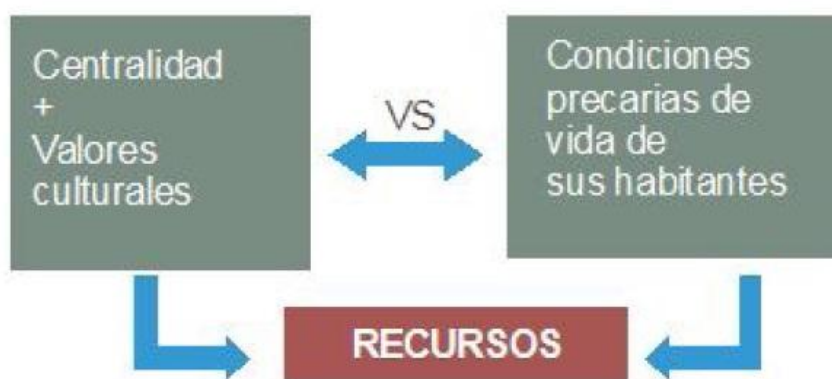 Centralidad
+
Valores
culturales
VS
Condiciones
precarias de
vida de
sus habitantes
RECURSOS